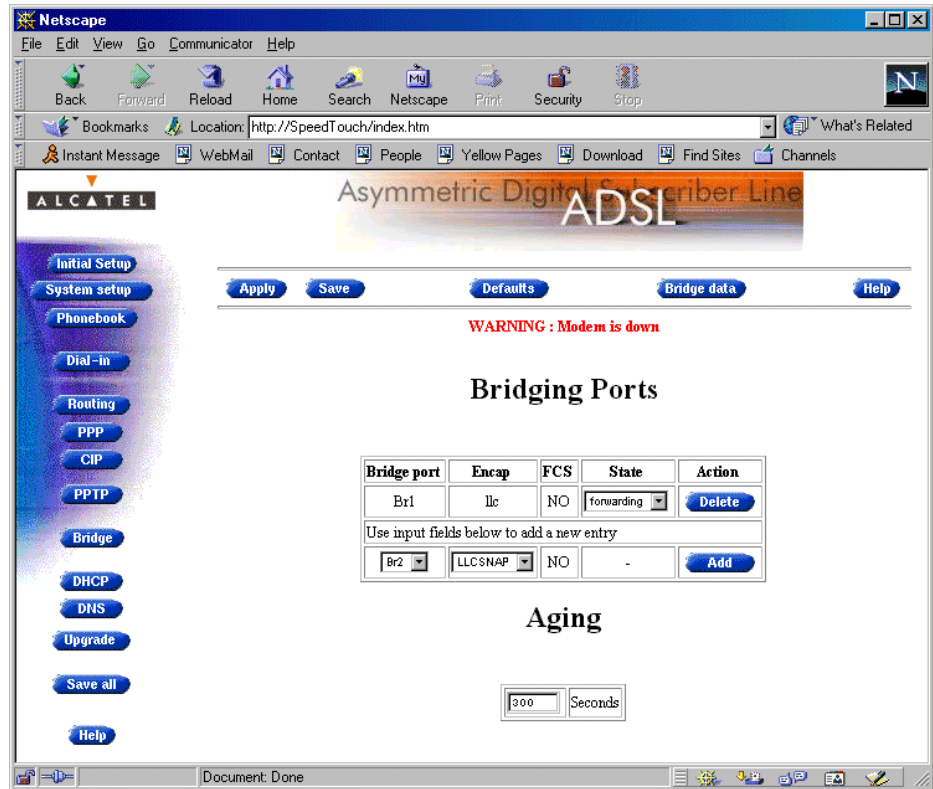 Netscape
File Edit View Go Communicator Help
Back Forward Reload Home Search Netscape Print Security Stop
My
N
Bookmarks Location: http://SpeedTouch/index.htm What's Related
Instant Message WebMail Contact People Yellow Pages Download Find Sites Channels
ALCATEL
Asymmetric Digital Subscriber Line
ADSL
Initial Setup
System setup
Phonebook
Dial-in
Routing
PPP
CIP
PPTP
Bridge
DHCP
DNS
Upgrade
Save all
Help
Apply Save Defaults Bridge data Help
WARNING : Modem is down
Bridging Ports
Bridge port Encap FCS State Action
Br1 llc NO forwarding Delete
Use input fields below to add a new entry
Br2 LLCSNAP NO - Add
Aging
300 Seconds
Document: Done